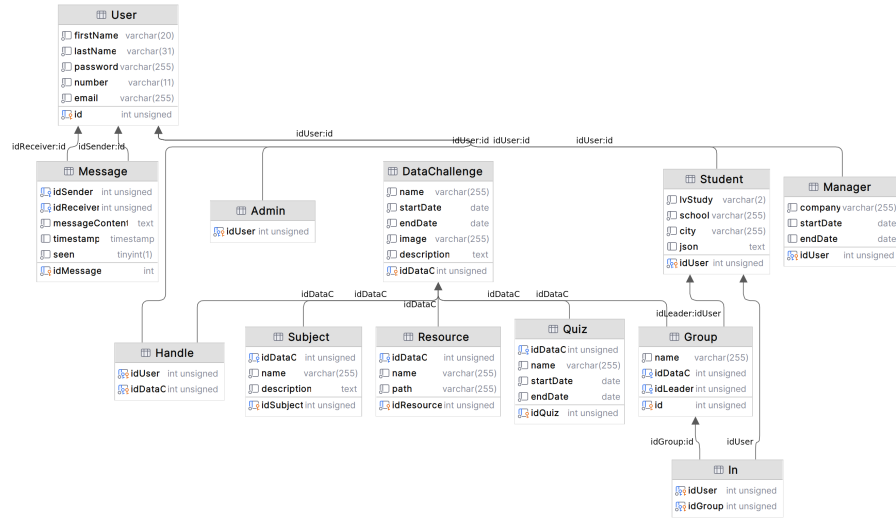 User
firstName varchar(20)
lastName varchar(31)
password varchar(255)
number varchar(11)
email varchar(255)
id int unsigned
idUser:id
idUser:id idUser:id idUser:id
idReceiver:id idSender:id
Message
idSender int unsigned
idReceiver int unsigned
messageContent text
timestamp timestamp
seen tinyint(1)
idMessage int
Admin
idUser int unsigned
DataChallenge
name varchar(255)
startDate date
endDate date
image varchar(255)
description text
idDataC int unsigned
Student
lvStudy varchar(2)
school varchar(255)
city varchar(255)
json text
idUser int unsigned
Manager
company varchar(255)
startDate date
endDate date
idUser int unsigned
idDataC idDataC idDataC idDataC
idDataC
idLeader:idUser
Handle
idUser int unsigned
idDataC int unsigned
Subject
idDataC int unsigned
name varchar(255)
description text
idSubject int unsigned
Resource
idDataC int unsigned
name varchar(255)
path varchar(255)
idResource int unsigned
Quiz
idDataC int unsigned
name varchar(255)
startDate date
endDate date
idQuiz int unsigned
Group
name varchar(255)
idDataC int unsigned
idLeader int unsigned
id int unsigned
idGroup:id idUser
In
idUser int unsigned
idGroup int unsigned